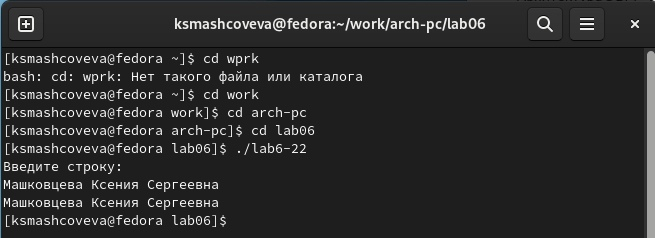 ksmashcoveva@fedora:~/work/arch-pc/lab06
[ksmashcoveva@fedora ~]$ cd wprk
bash: cd: wprk: Нет такого файла или каталога
[ksmashcoveva@fedora ~]$ cd work
[ksmashcoveva@fedora work]$ cd arch-pc
[ksmashcoveva@fedora arch-pc]$ cd lab06
[ksmashcoveva@fedora lab06]$ ./lab6-22
Введите строку:
Машковцева Ксения Сергеевна
Машковцева Ксения Сергеевна
[ksmashcoveva@fedora lab06]$